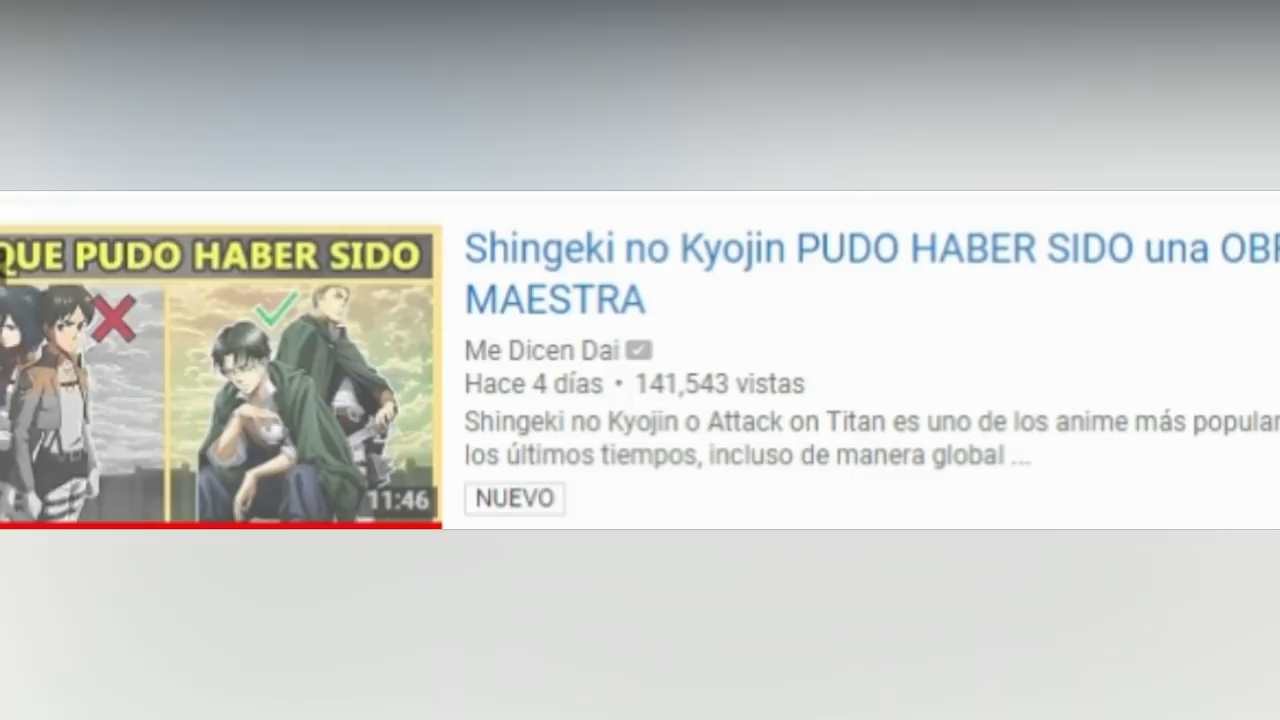 QUE PUDO HABER SIDO
11:46
Shingeki no Kyojin PUDO HABER SIDO una
MAESTRA
Me Dicen Dai
Hace 4 días • 141,543 vistas
Shingeki no Kyojin o Attack on Titan es uno de los anime más
los últimos tiempos, incluso de manera global ...
NUEVO